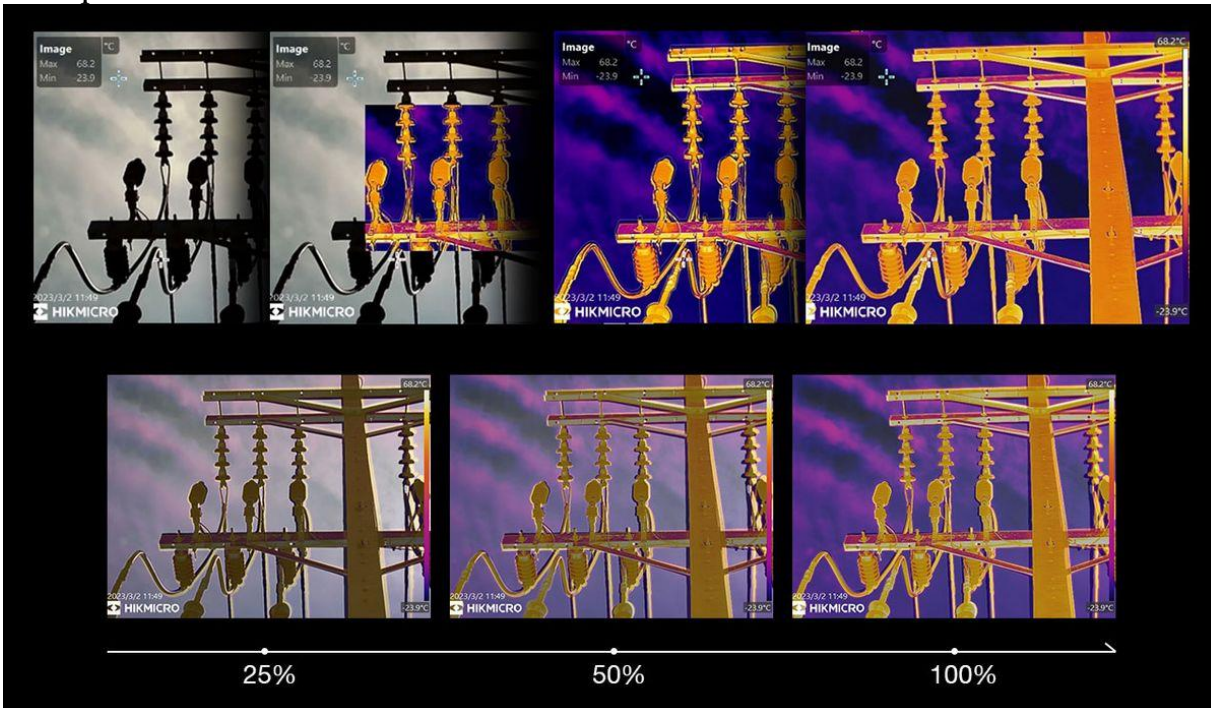 Image °C
Max 68.2
Min -23.9
2023/3/2 11:49
HIKMICRO
Image °C
Max 68.2
Min -23.9
2023/3/2 11:49
HIKMICRO
Image °C
Max 68.2
Min -23.9
2023/3/2 11:49
HIKMICRO
Image °C
Max 68.2
Min -23.9
68.2°C
2023/3/2 11:49
HIKMICRO
-23.9°C
68.2°C
2023/3/2 11:49
HIKMICRO
-23.9°C
68.2°C
2023/3/2 11:49
HIKMICRO
-23.9°C
68.2°C
2023/3/2 11:49
HIKMICRO
-23.9°C
25%
50%
100%